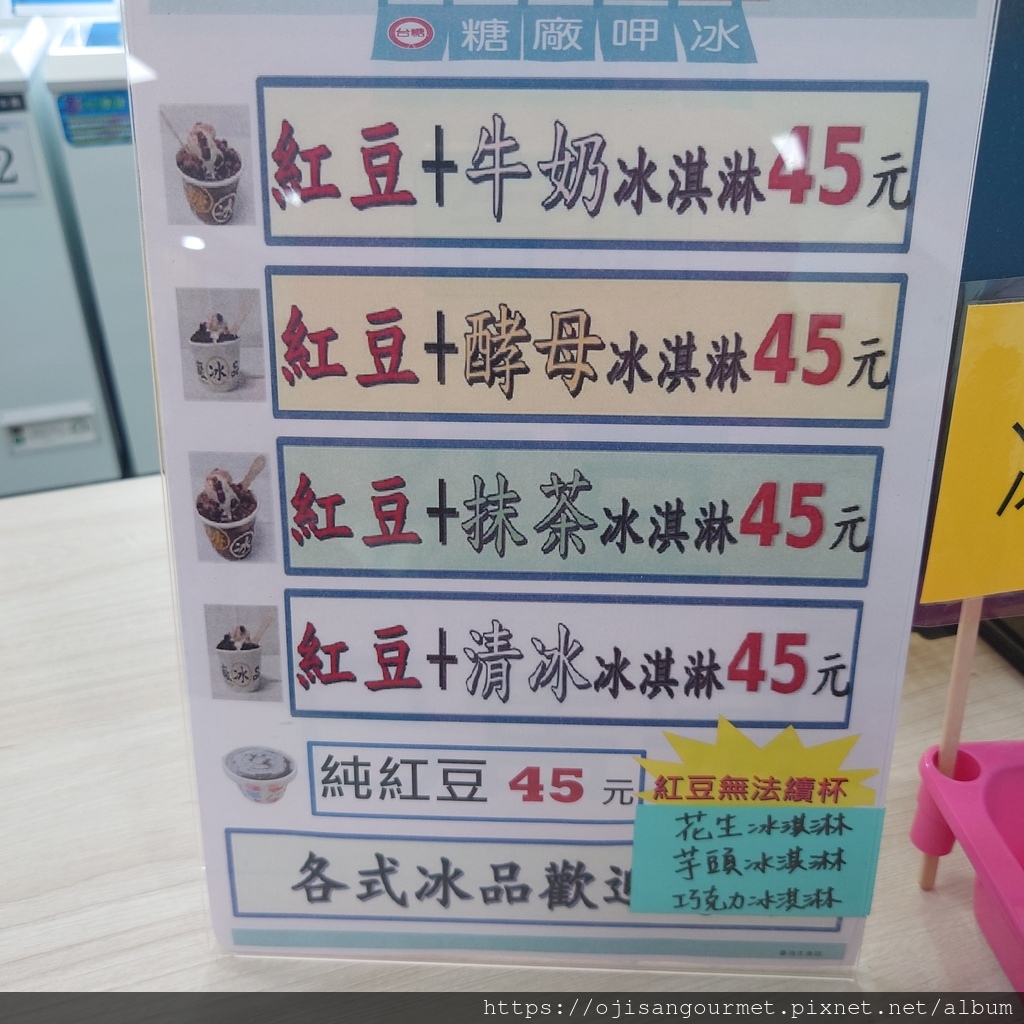 台糖 糖廠呷冰
紅豆+牛奶冰淇淋45元
紅豆+酵母冰淇淋45元
紅豆+抹茶冰淇淋45元
紅豆+清冰冰淇淋45元
純紅豆 45 元
紅豆無法續杯
花生冰淇淋
芋頭冰淇淋
巧克力冰淇淋
各式冰品歡迎
https://ojisangourmet.pixnet.net/album